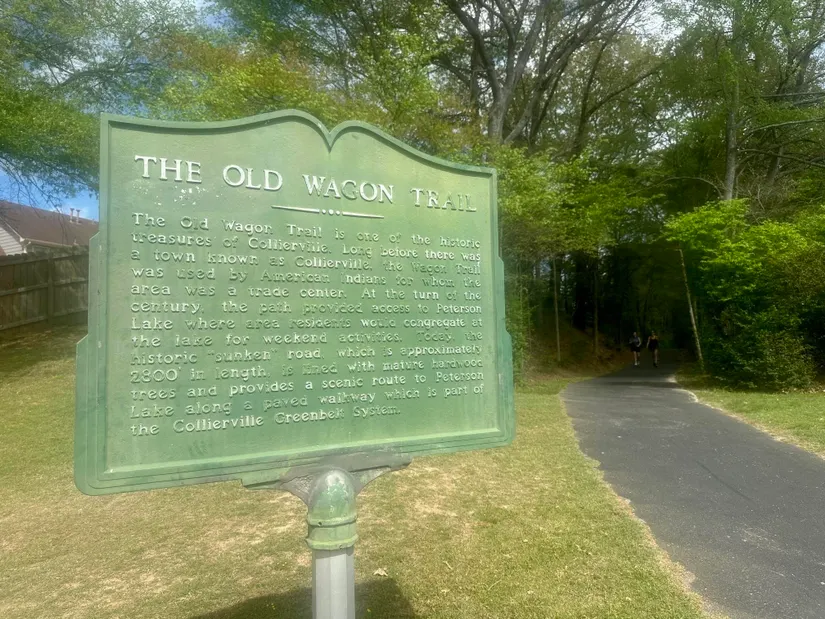 THE OLD WAGON TRAIL
The Old Wagon Trail is one of the historic
treasures of Collierville. Long before there was
a town known as Collierville, the Wagon Trail
was used by American Indians for whom the
area was a trade center. At the turn of the
century, the path provided access to Peterson
Lake where area residents would congregate at
the lake for weekend activities. Today, the
historic "sunken" road, which is approximately
2800' in length, is lined with mature hardwood
trees and provides a scenic route to Peterson
Lake along a paved walkway which is part of
the Collierville Greenbelt System.